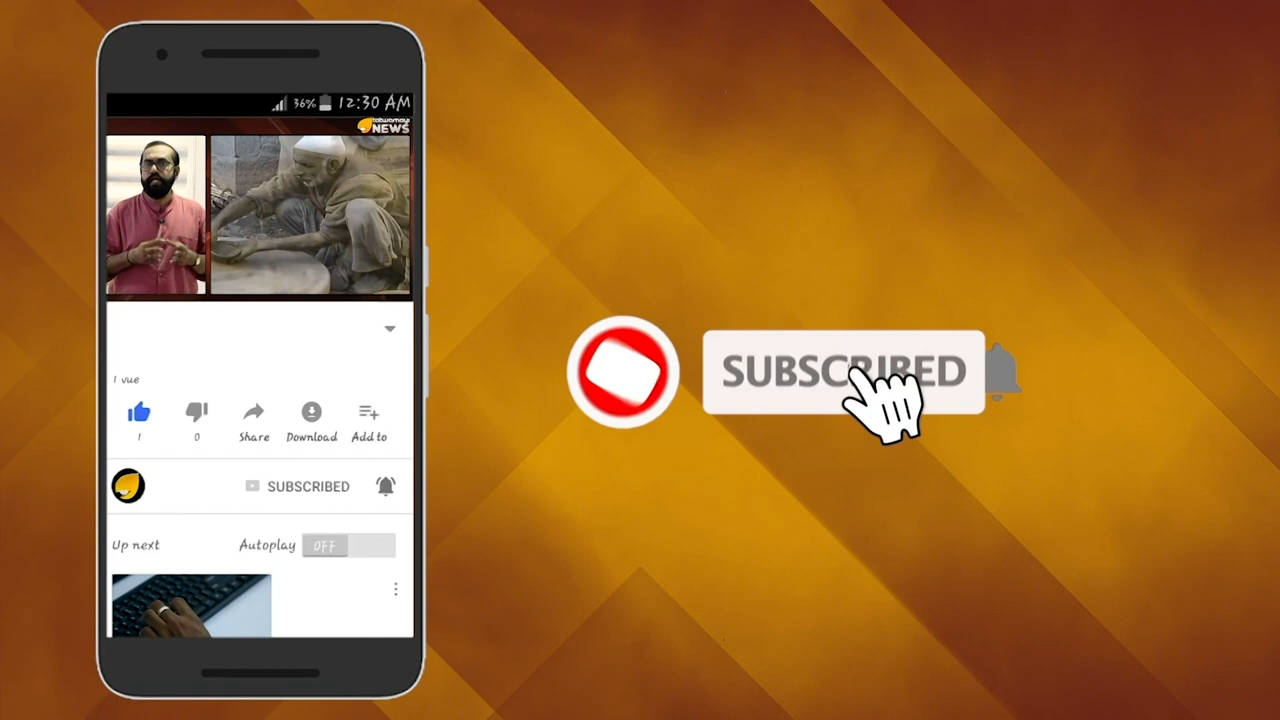 36% 12:30 AM
tatwamayi
NEWS
1 vue
1
0
Share
Download
Add to
SUBSCRIBED
Up next
Autoplay
OFF
SUBSCRIBED